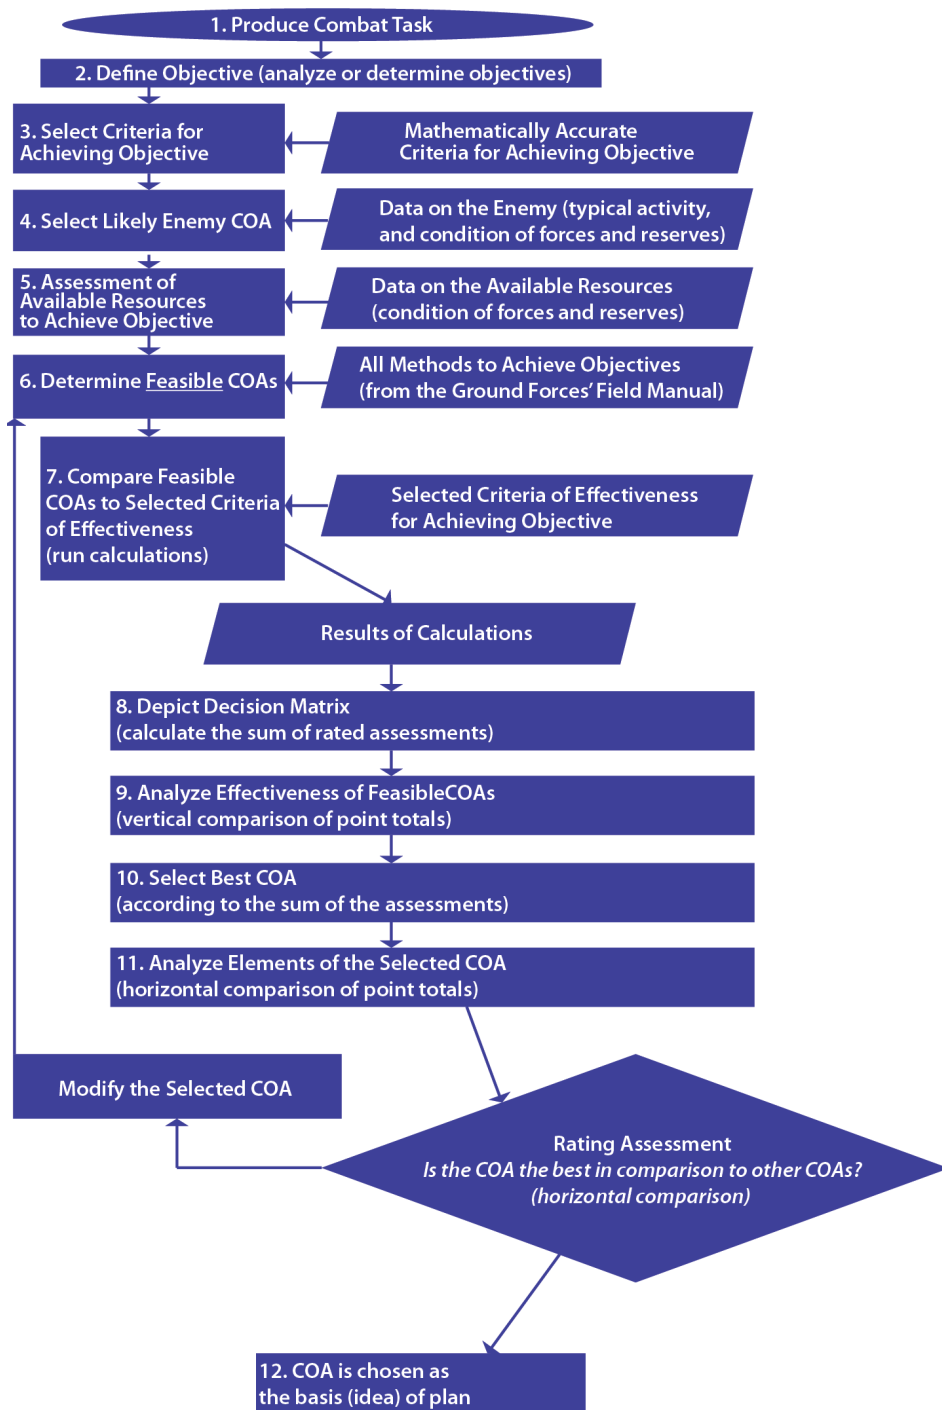 1. Produce Combat Task
2. Define Objective (analyze or determine objectives)
3. Select Criteria for
Achieving Objective
Mathematically Accurate
Criteria for Achieving Objective
4. Select Likely Enemy COA
Data on the Enemy (typical activity,
and condition of forces and reserves)
5. Assessment of
Available Resources
to Achieve Objective
Data on the Available Resources
(condition of forces and reserves)
6. Determine Feasible COAs
All Methods to Achieve Objectives
(from the Ground Forces' Field Manual)
7. Compare Feasible
COAs to Selected Criteria
of Effectiveness
(run calculations)
Selected Criteria of Effectiveness
for Achieving Objective
Results of Calculations
8. Depict Decision Matrix
(calculate the sum of rated assessments)
9. Analyze Effectiveness of FeasibleCOAs
(vertical comparison of point totals)
10. Select Best COA
(according to the sum of the assessments)
11. Analyze Elements of the Selected COA
(horizontal comparison of point totals)
Modify the Selected COA
Rating Assessment
Is the COA the best in comparison to other COAs?
(horizontal comparison)
12. COA is chosen as
the basis (idea) of plan